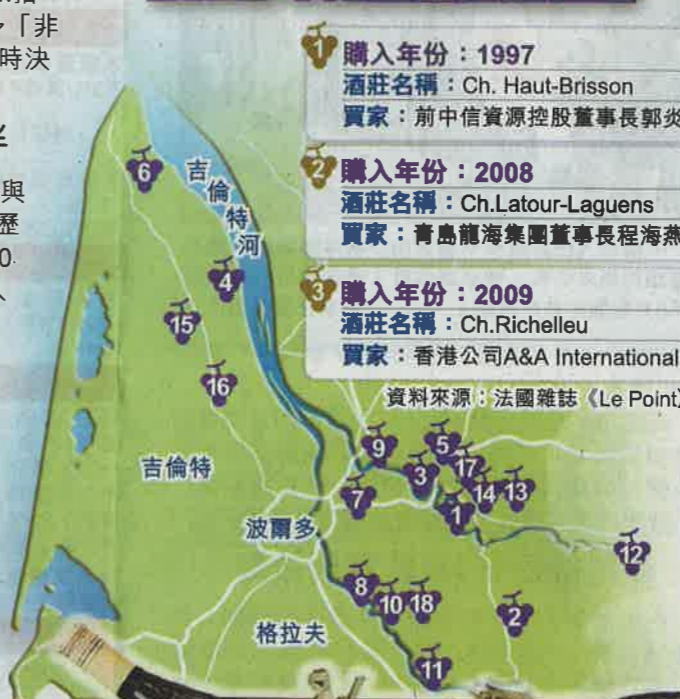 「非
時決
與
歷
0
1
購入年份：1997
酒莊名稱：Ch. Haut-Brisson
買家：前中信資源控股董事長郭炎
2
購入年份：2008
酒莊名稱：Ch.Latour-Laguens
買家：青島龍海集團董事長程海燕
3
購入年份：2009
酒莊名稱：Ch.Richelleu
買家：香港公司A&A International
資料來源：法國雜誌《Le Point》
6
吉倫特河
4
15
16
吉倫特
9
5
3
17
7
1
14
13
波爾多
12
8
10
18
2
格拉夫
11